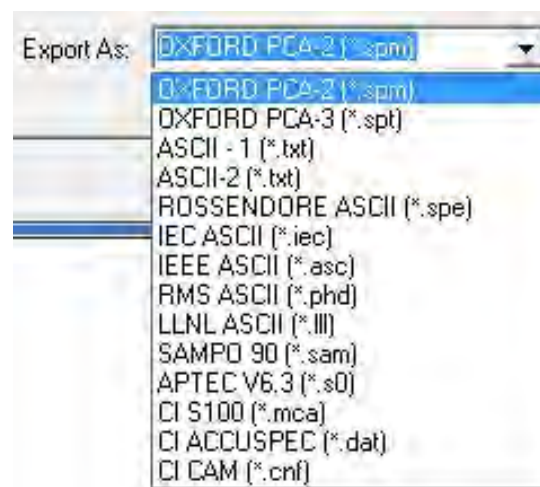 Export As: OXFORD PCA-2 (*.spm)
OXFORD PCA-2 (*.spm)
OXFORD PCA-3 (*.spt)
ASCII - 1 (*.txt)
ASCII-2 (*.txt)
ROSSENDORE ASCII (*.spe)
IEC ASCII (*.iec)
IEEE ASCII (*.asc)
RMS ASCII (*.phd)
LLNL ASCII (*.lll)
SAMPO 90 (*.sam)
APTEC V6.3 (*.s0)
CI S100 (*.mca)
CI ACCUSPEC (*.dat)
CI CAM (*.cnf)